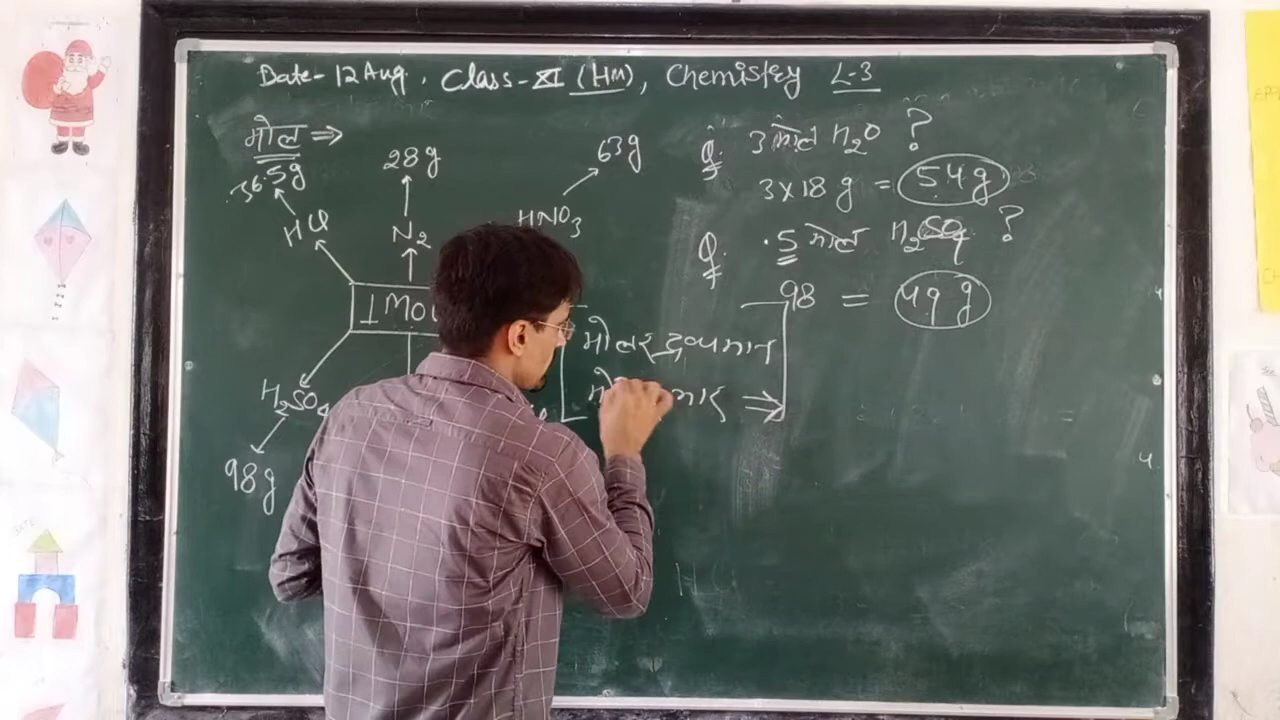 Date- 12 Aug. Class-XI (HM), Chemistry L-3
मोल ⇒
36.5g
28g
63g
HCl
N₂
HNO₃
1 Mol
H₂SO₄
98g
Q. 3 मोल H₂O ?
3 x 18 g = 54 g
Q. .5 मोल H₂SO₄ ?
98 = 49 g
मोलर द्रव्यमान
⇒